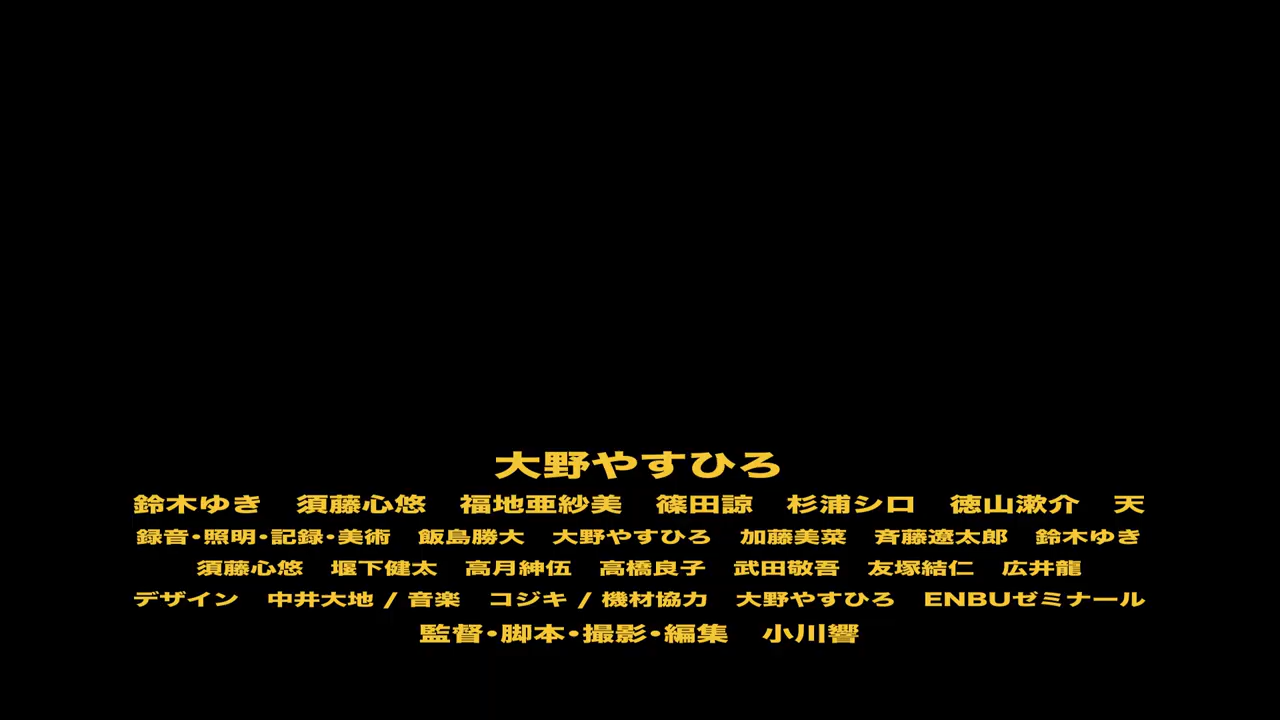 大野やすひろ
鈴木ゆき　須藤心悠　福地亜紗美　篠田諒　杉浦シロ　徳山漱介　天
録音・照明・記録・美術　飯島勝大　大野やすひろ　加藤美菜　斉藤遼太郎　鈴木ゆき
須藤心悠　堰下健太　高月紳伍　高橋良子　武田敬吾　友塚結仁　広井龍
デザイン　中井大地 / 音楽　コジキ / 機材協力　大野やすひろ　ENBUゼミナール
監督・脚本・撮影・編集　小川響